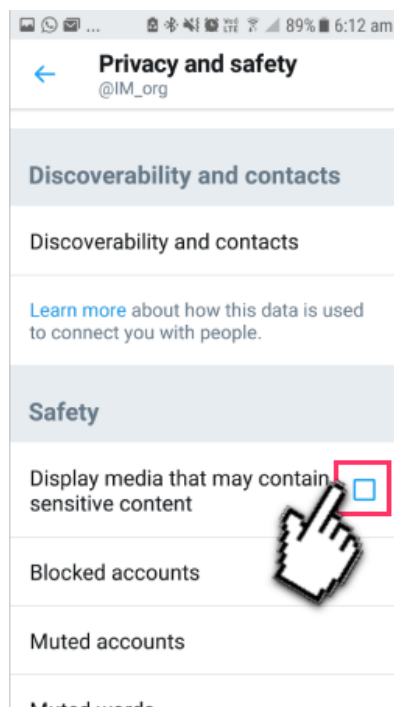 ... 89% 6:12 am
Privacy and safety
@IM_org
Discoverability and contacts
Discoverability and contacts
Learn more about how this data is used
to connect you with people.
Safety
Display media that may contain
sensitive content
Blocked accounts
Muted accounts
Muted words